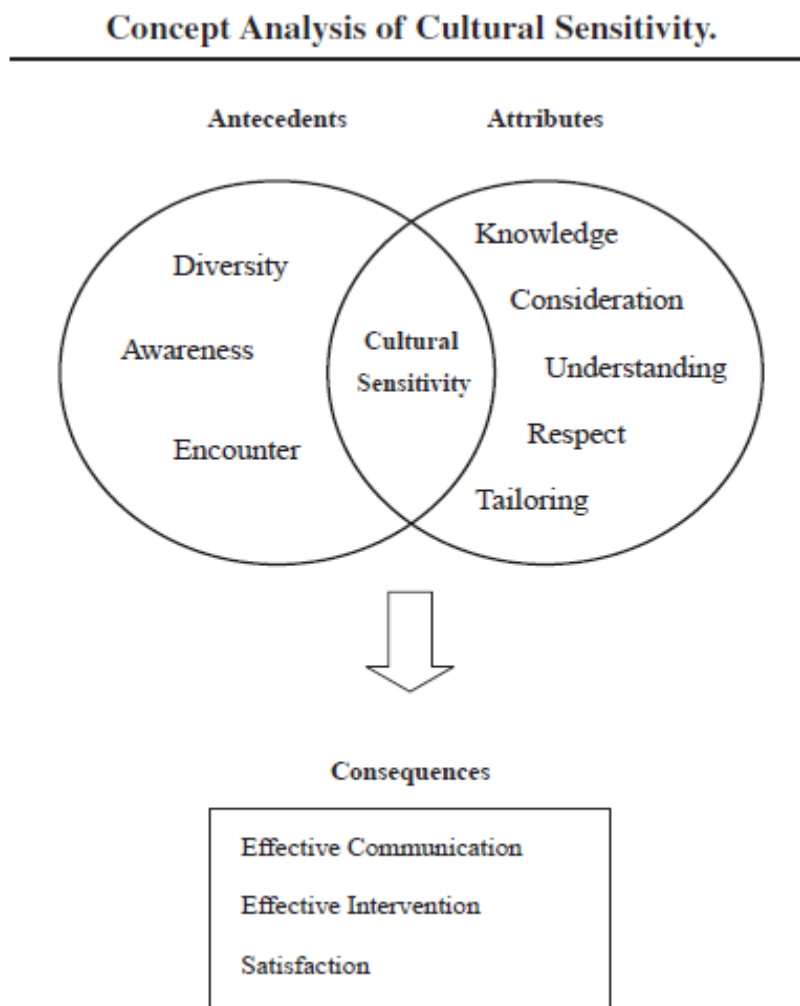 Concept Analysis of Cultural Sensitivity.
Antecedents
Attributes
Diversity
Awareness
Encounter
Cultural
Sensitivity
Knowledge
Consideration
Understanding
Respect
Tailoring
Consequences
Effective Communication
Effective Intervention
Satisfaction